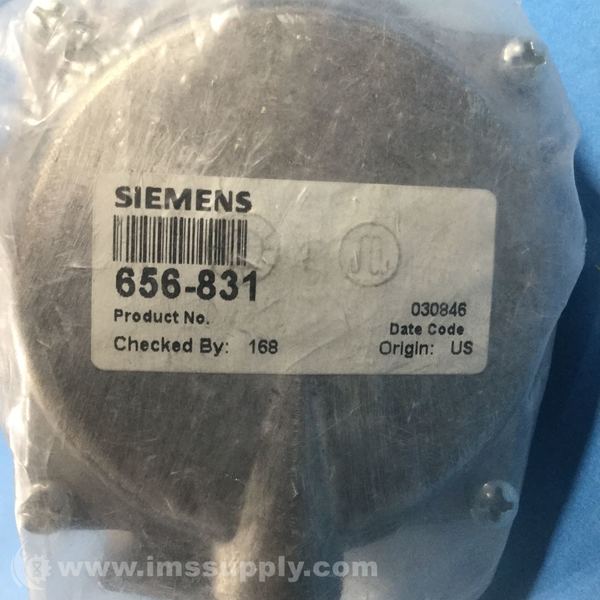 SIEMENS
656-831
Product No.
030846
Date Code
Checked By: 168
Origin: US
www.imssupply.com